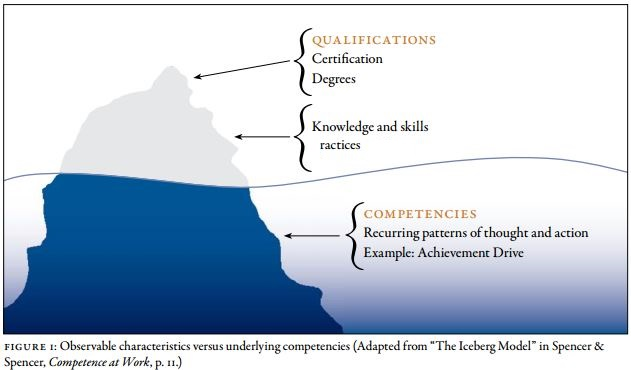 QUALIFICATIONS
Certification
Degrees
Knowledge and skills
ractices
COMPETENCIES
Recurring patterns of thought and action
Example: Achievement Drive
FIGURE 1: Observable characteristics versus underlying competencies (Adapted from “The Iceberg Model” in Spencer &
Spencer, Competence at Work, p. 11.)